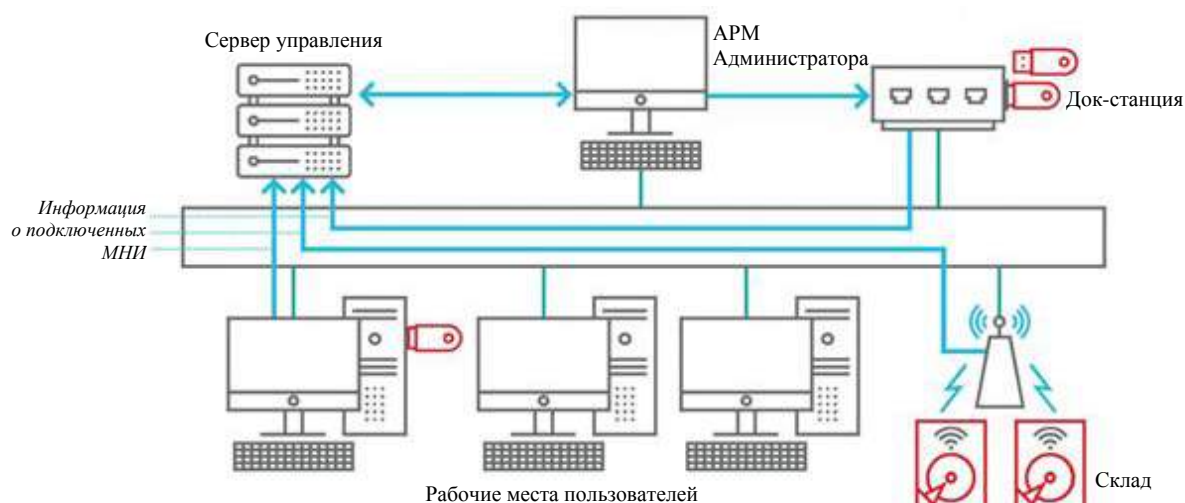 Сервер управления
АРМ
Администратора
Док-станция
Информация
о подключенных
МНИ
Склад
Рабочие места пользователей